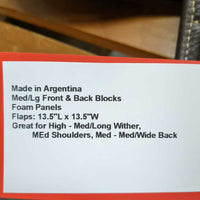 Made in Argentina
Med/Lg Front & Back Blocks
Foam Panels
Flaps: 13.5"L x 13.5"W
Great for High - Med/Long Wither,
MEd Shoulders, Med - Med/Wide Back